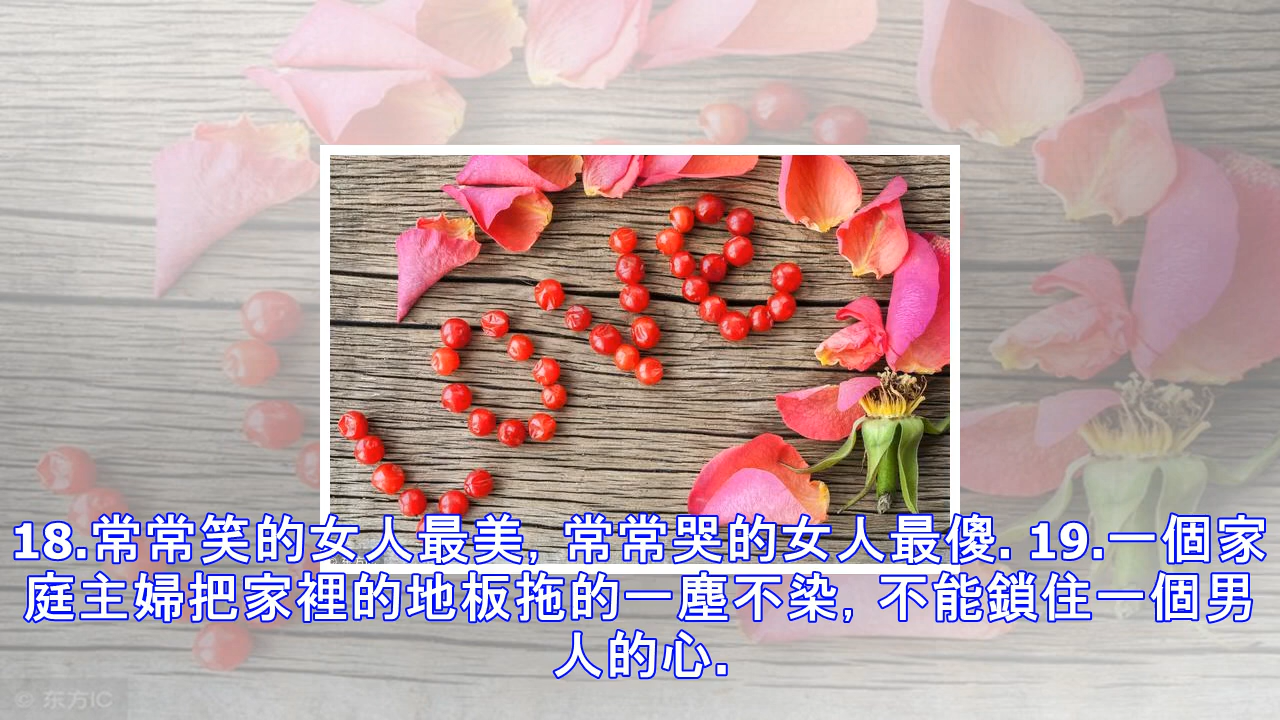 LOVE
18.常常笑的女人最美, 常常哭的女人最傻. 19.一個家
庭主婦把家裡的地板拖的一塵不染, 不能鎖住一個男
人的心.
© 东方IC